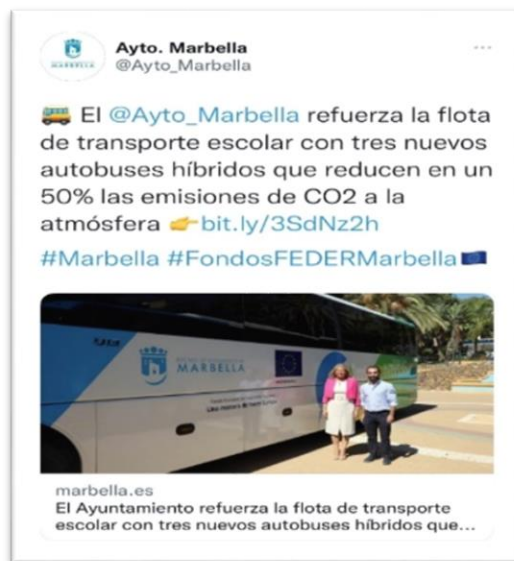 Ayto. Marbella
@Ayto_Marbella
El @Ayto_Marbella refuerza la flota
de transporte escolar con tres nuevos
autobuses híbridos que reducen en un
50% las emisiones de CO2 a la
atmósfera 👉bit.ly/3SdNz2h
#Marbella #FondosFEDERMarbella
MARBELLA
marbella.es
El Ayuntamiento refuerza la flota de transporte
escolar con tres nuevos autobuses híbridos que...